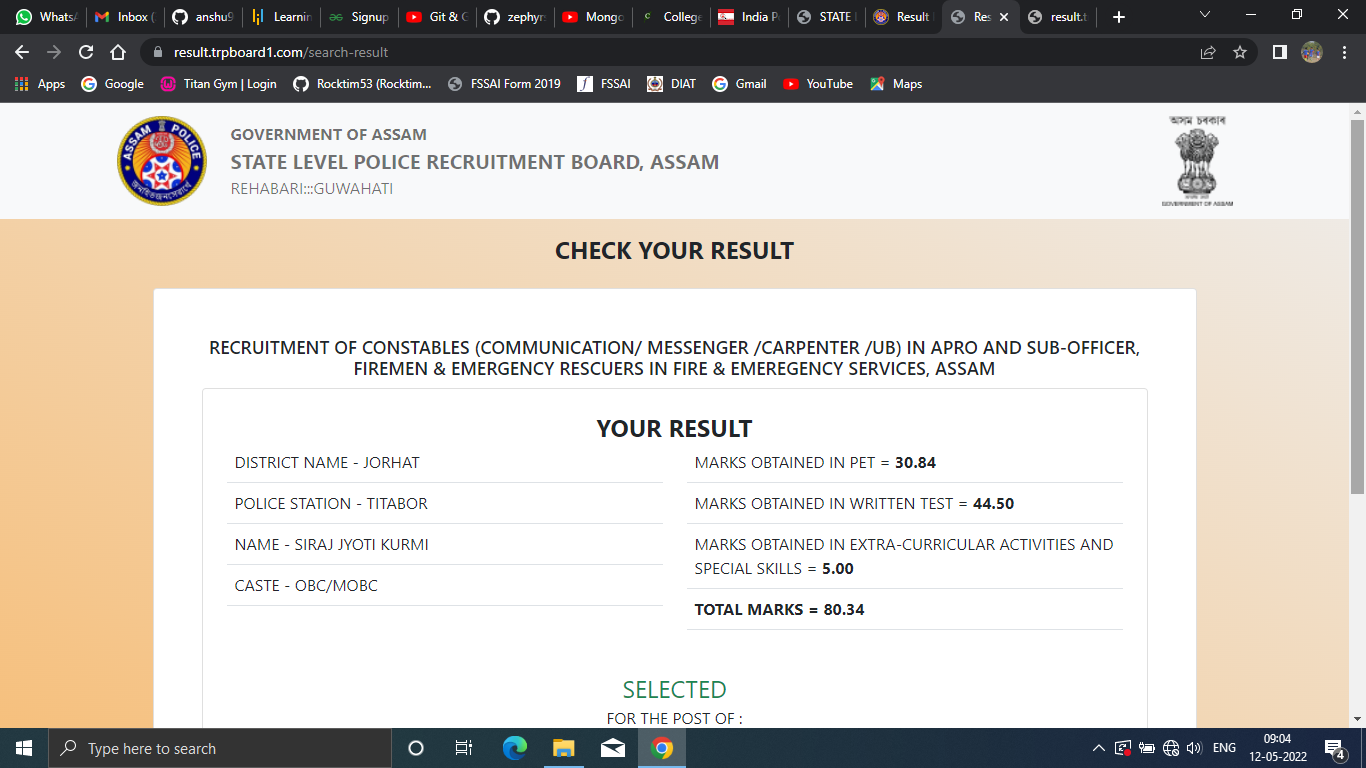 WhatsA
Inbox (
anshu9
Learnin
Signup
Git & G
zephyr
Mongo
College
India P
STATE
Result
Res
result.t
result.trpboard1.com/search-result
Apps
Google
Titan Gym | Login
Rocktim53 (Rocktim...
FSSAI Form 2019
FSSAI
DIAT
Gmail
YouTube
Maps
ASSAM POLICE
GOVERNMENT OF ASSAM
STATE LEVEL POLICE RECRUITMENT BOARD, ASSAM
REHABARI:::GUWAHATI
অসম চৰকাৰ
GOVERNMENT OF ASSAM
CHECK YOUR RESULT
RECRUITMENT OF CONSTABLES (COMMUNICATION/ MESSENGER /CARPENTER /UB) IN APRO AND SUB-OFFICER,
FIREMEN & EMERGENCY RESCUERS IN FIRE & EMEREGENCY SERVICES, ASSAM
YOUR RESULT
DISTRICT NAME - JORHAT
POLICE STATION - TITABOR
NAME - SIRAJ JYOTI KURMI
CASTE - OBC/MOBC
MARKS OBTAINED IN PET = 30.84
MARKS OBTAINED IN WRITTEN TEST = 44.50
MARKS OBTAINED IN EXTRA-CURRICULAR ACTIVITIES AND
SPECIAL SKILLS = 5.00
TOTAL MARKS = 80.34
SELECTED
FOR THE POST OF :
Type here to search
ENG
09:04
12-05-2022
4